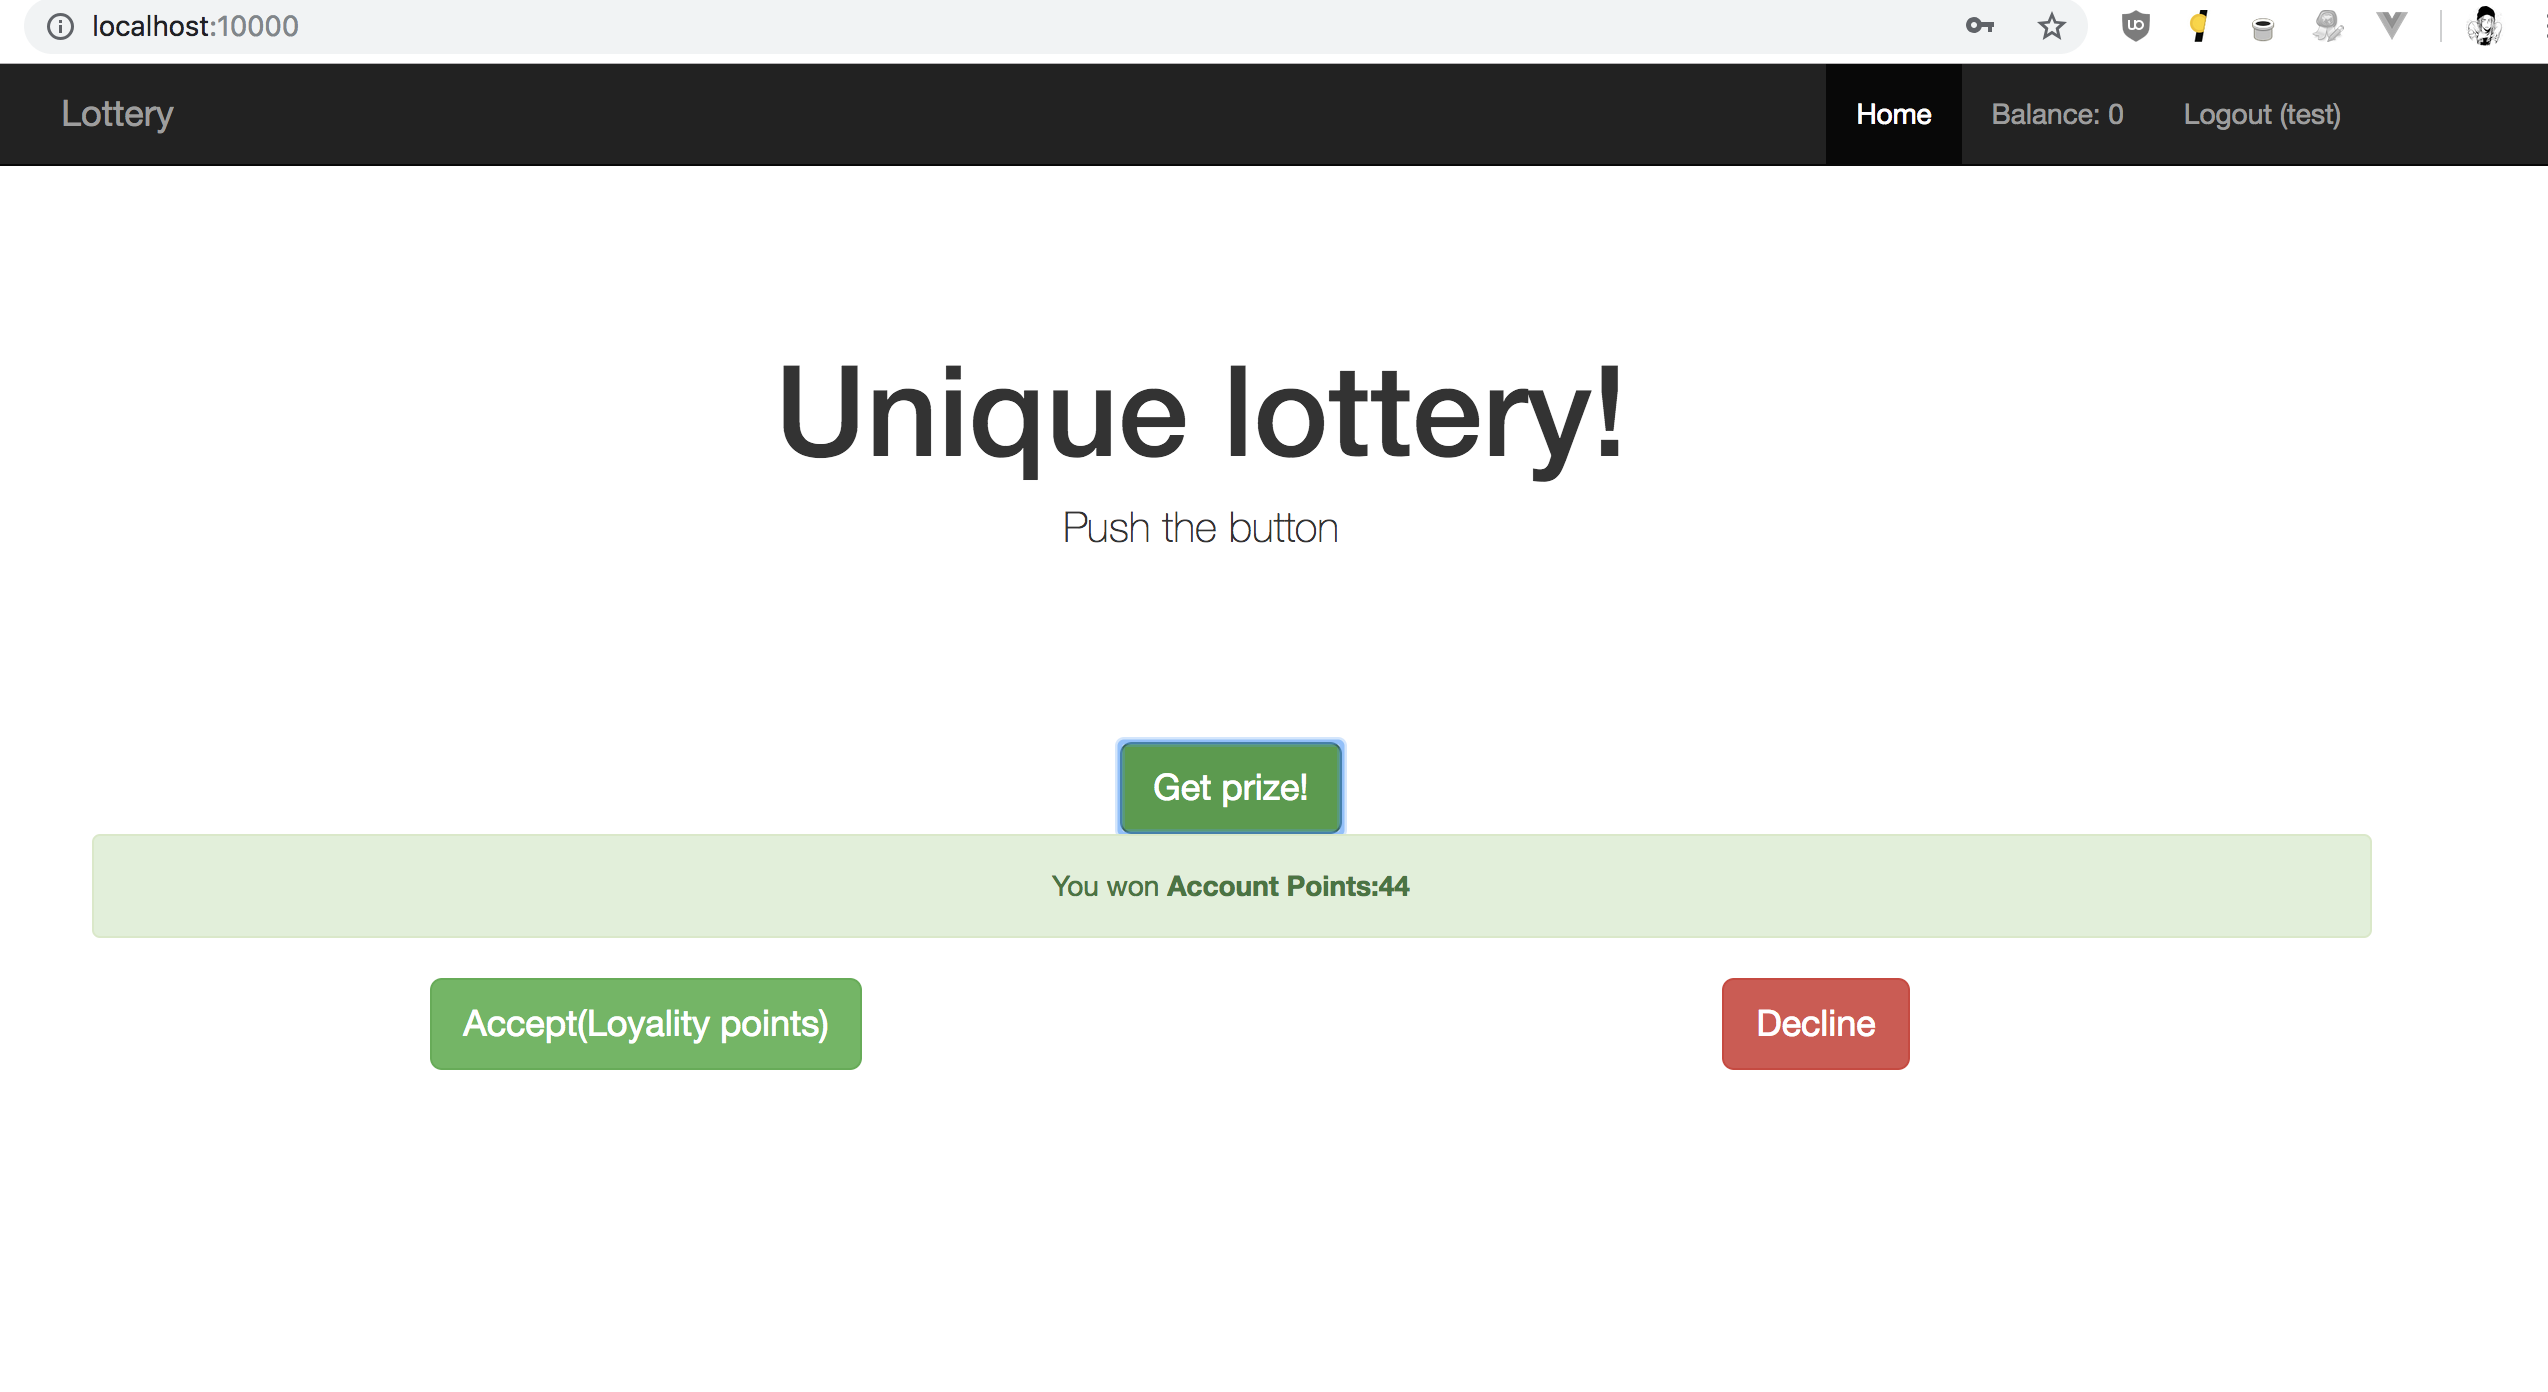 localhost:10000
Lottery
Home
Balance: 0
Logout (test)
Unique lottery!
Push the button
Get prize!
You won Account Points:44
Accept(Loyality points)
Decline